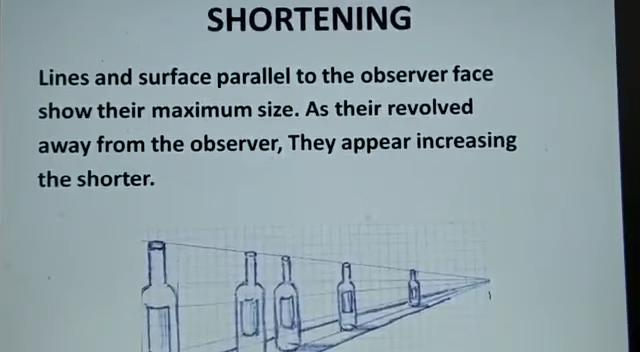 SHORTENING
Lines and surface parallel to the observer face
show their maximum size. As their revolved
away from the observer, They appear increasing
the shorter.